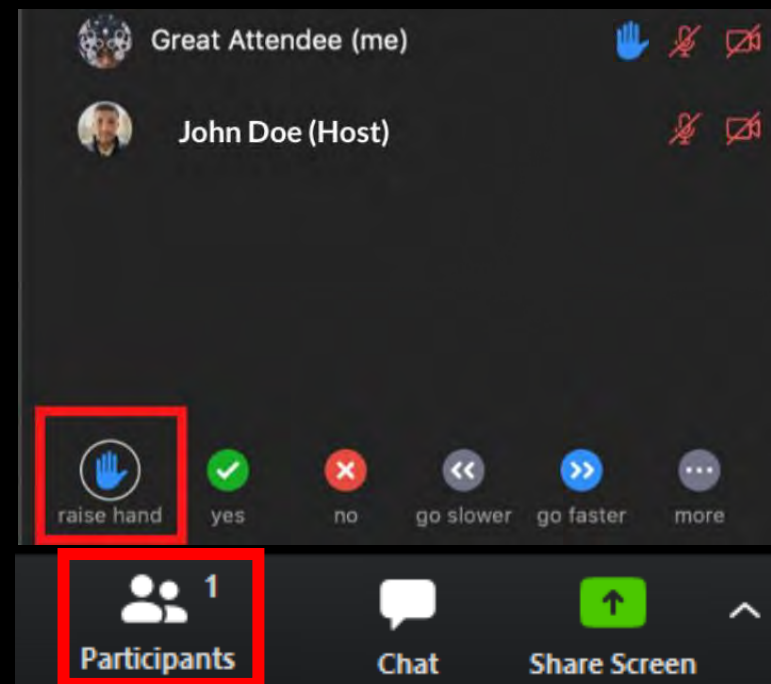 Great Attendee (me)
John Doe (Host)
raise hand yes no go slower go faster more
1
Participants Chat Share Screen